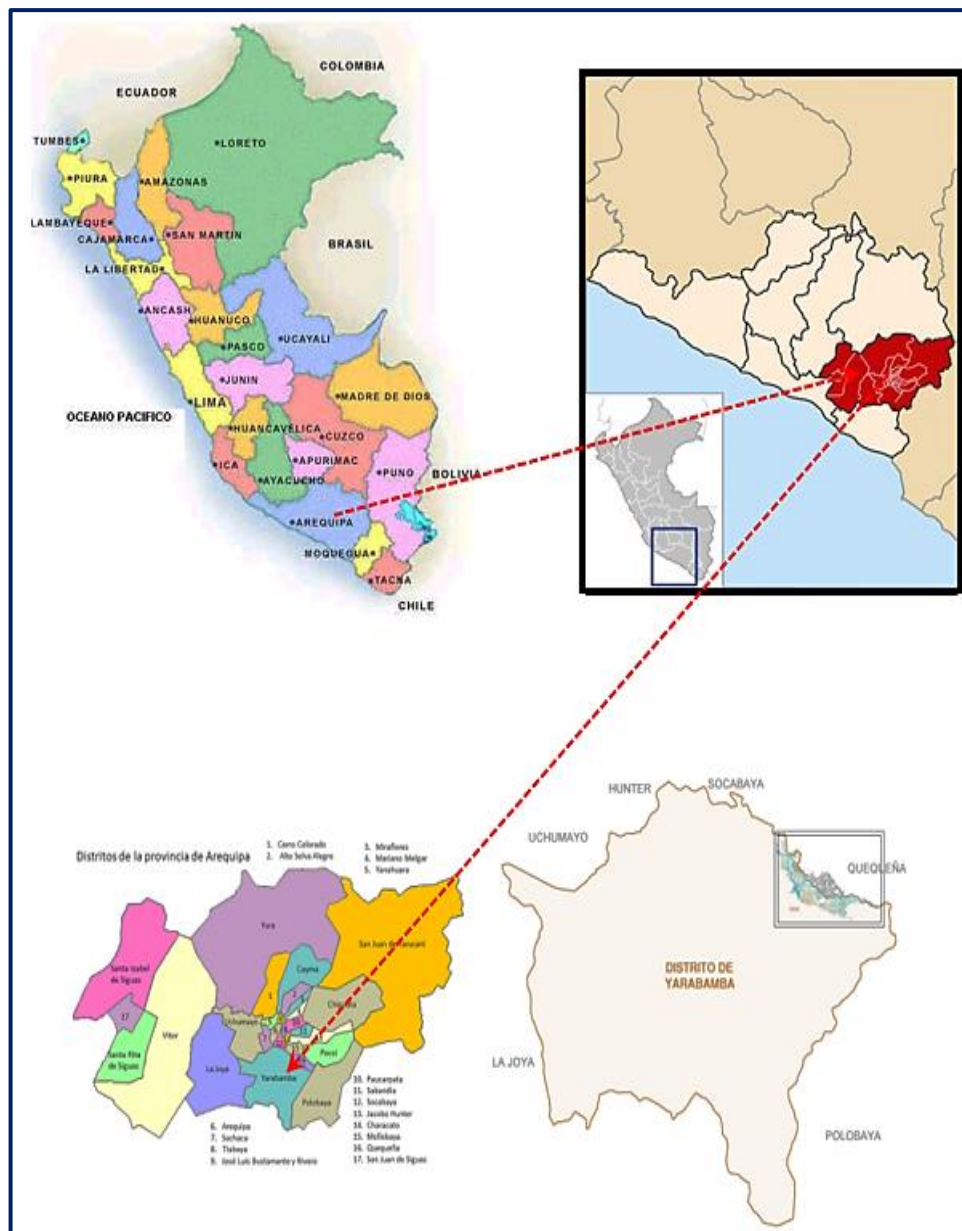 COLOMBIA
ECUADOR
TUMBES
LORETO
PIURA
AMAZONAS
LAMBAYEQUE
CAJAMARCA
SAN MARTIN
BRASIL
LA LIBERTAD
ANCASH
HUANUCO
UCAYALI
PASCO
JUNIN
LIMA
MADRE DE DIOS
OCEANO PACIFICO
HUANCAVELICA
CUZCO
ICA
APURIMAC
PUNO
BOLIVIA
AYACUCHO
AREQUIPA
MOQUEGUA
TACNA
CHILE
Distritos de la provincia de Arequipa
1. Cerro Colorado
2. Alto Selva Alegre
3. Miraflores
4. Mariano Melgar
5. Yanahuara
Yura
San Juan de
Cayma
Santa Isabel
de Siguas
1
2
17
Vitor
Uchumayo
Santa Rita
de Siguas
La Joya
Pocsi
Yarabamba
Polobaya
6. Arequipa
7. Sachaca
8. Tiabaya
9. José Luis Bustamante y Rivero
10. Paucarpata
11. Sabandía
12. Socabaya
13. Jacobo Hunter
14. Characato
15. Mollebaya
16. Quequeña
17. San Juan de Siguas
HUNTER
SOCABAYA
UCHUMAYO
QUEQUEÑA
DISTRITO DE
YARABAMBA
LA JOYA
POLOBAYA